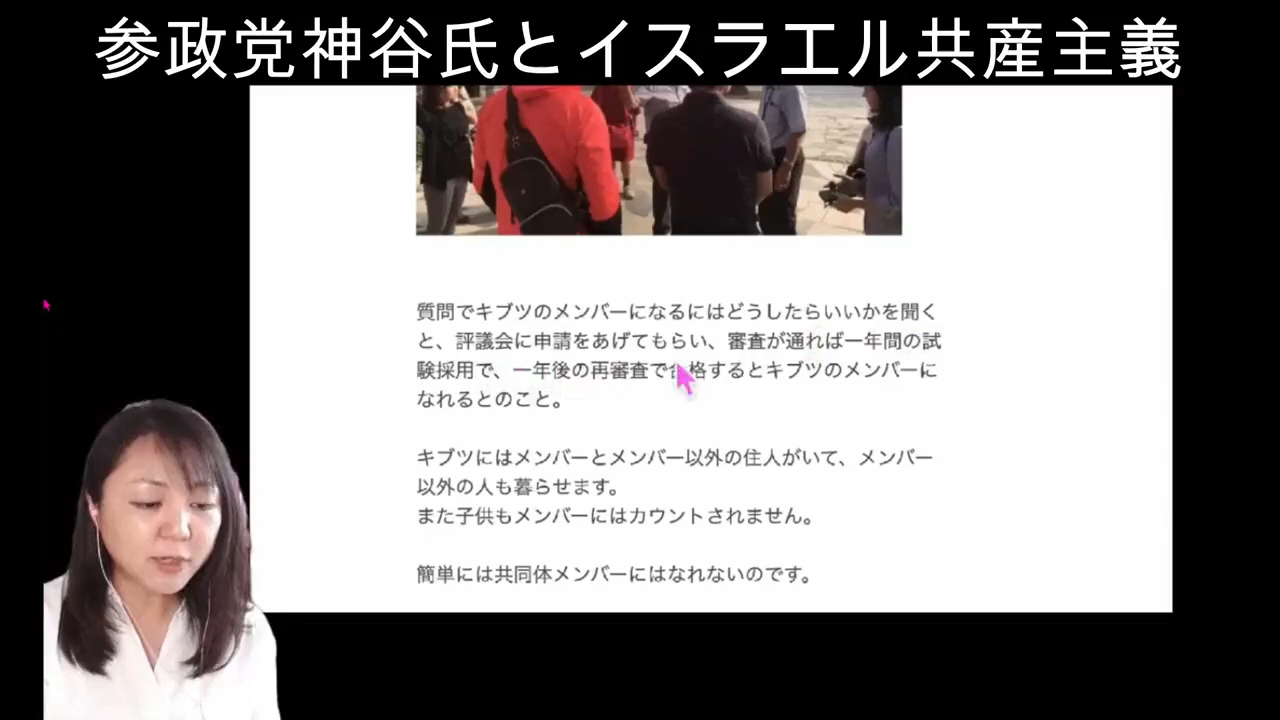 参政党神谷氏とイスラエル共産主義
質問でキブツのメンバーになるにはどうしたらいいかを聞く
と、評議会に申請をあげてもらい、審査が通れば一年間の試
験採用で、一年後の再審査で合格するとキブツのメンバーに
なれるとのこと。
キブツにはメンバーとメンバー以外の住人がいて、メンバー
以外の人も暮らせます。
また子供もメンバーにはカウントされません。
簡単には共同体メンバーにはなれないのです。